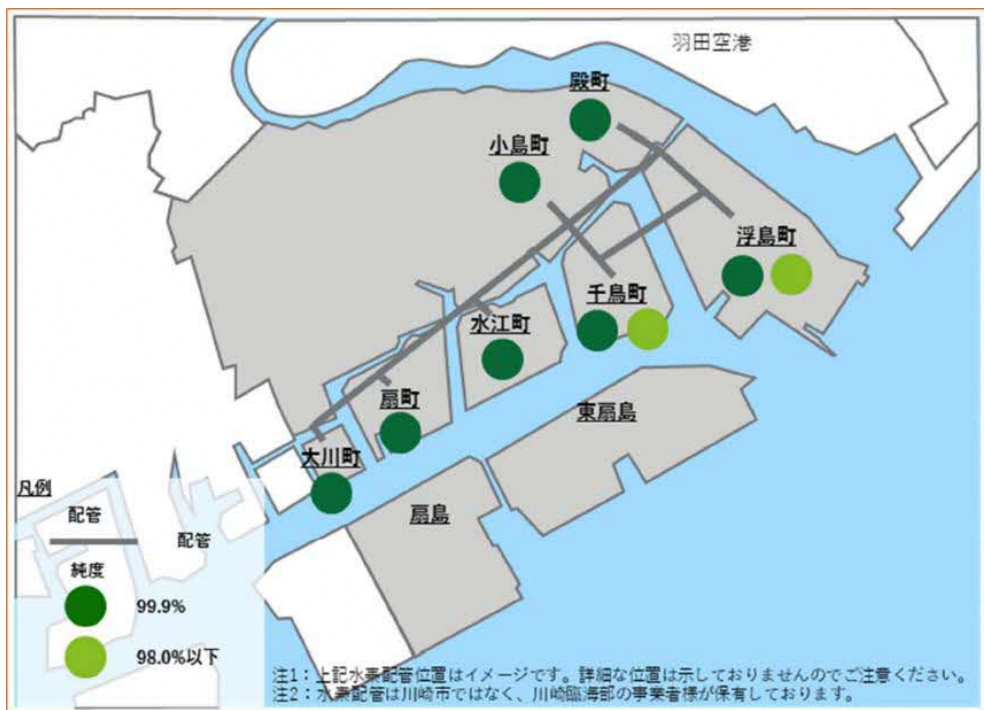 羽田空港
殿町
小島町
浮島町
千鳥町
水江町
扇町
東扇島
大川町
扇島
凡例
配管
配管
純度
99.9%
98.0%以下
注1：上記水素配管位置はイメージです。詳細な位置は示しておりませんのでご注意ください。
注2：水素配管は川崎市ではなく、川崎臨海部の事業者様が保有しております。